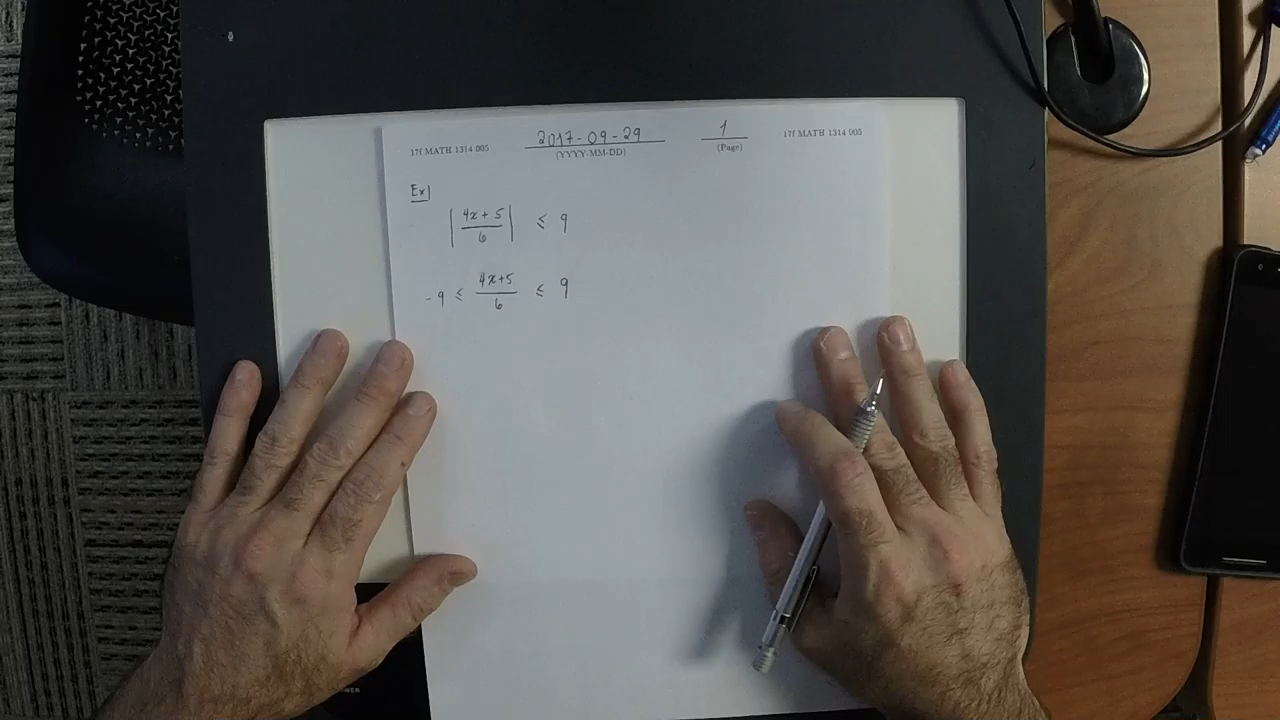 17f MATH 1314 005 2017-09-29 1 17f MATH 1314 005
(YYYY-MM-DD) (Page)
Ex
|(4x + 5)/6| ≤ 9
-9 ≤ (4x+5)/6 ≤ 9